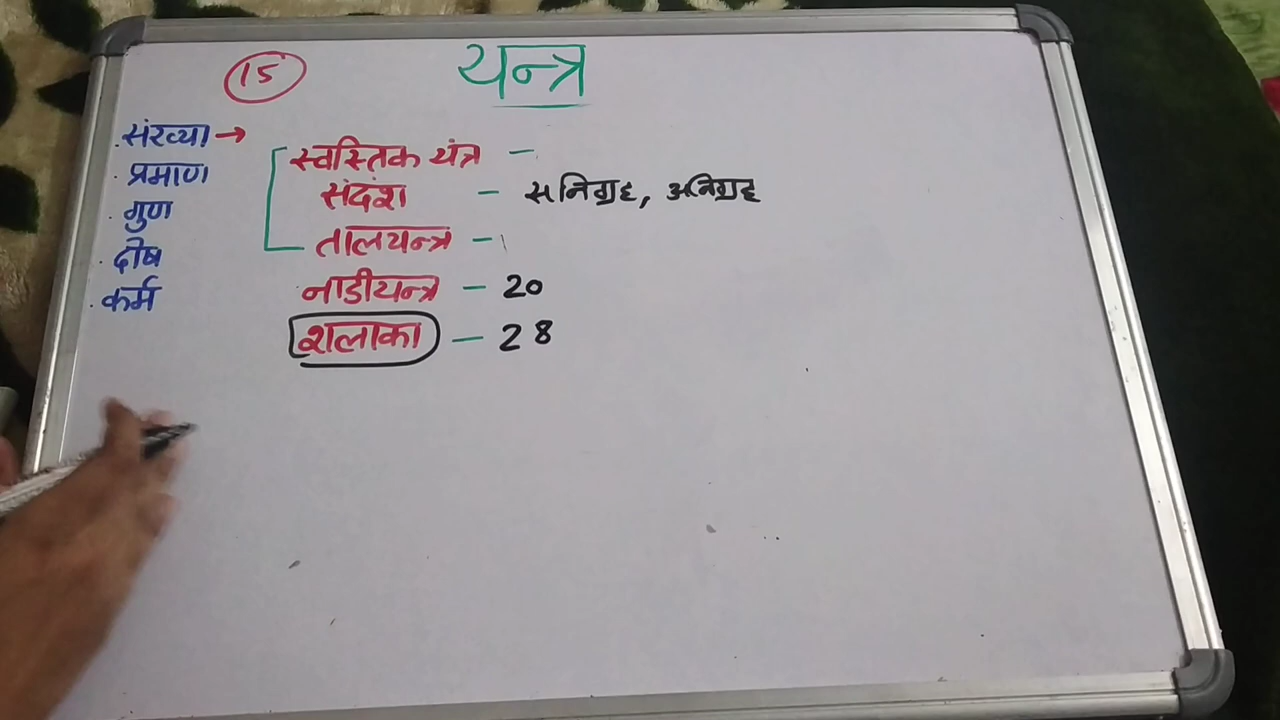 15
यन्त्र
संख्या →
प्रमाण
गुण
दोष
कर्म
स्वस्तिक यंत्र -
संदंश - सनिग्रह, अनिग्रह
तालयन्त्र -
नाडीयन्त्र - 20
शलाका - 28